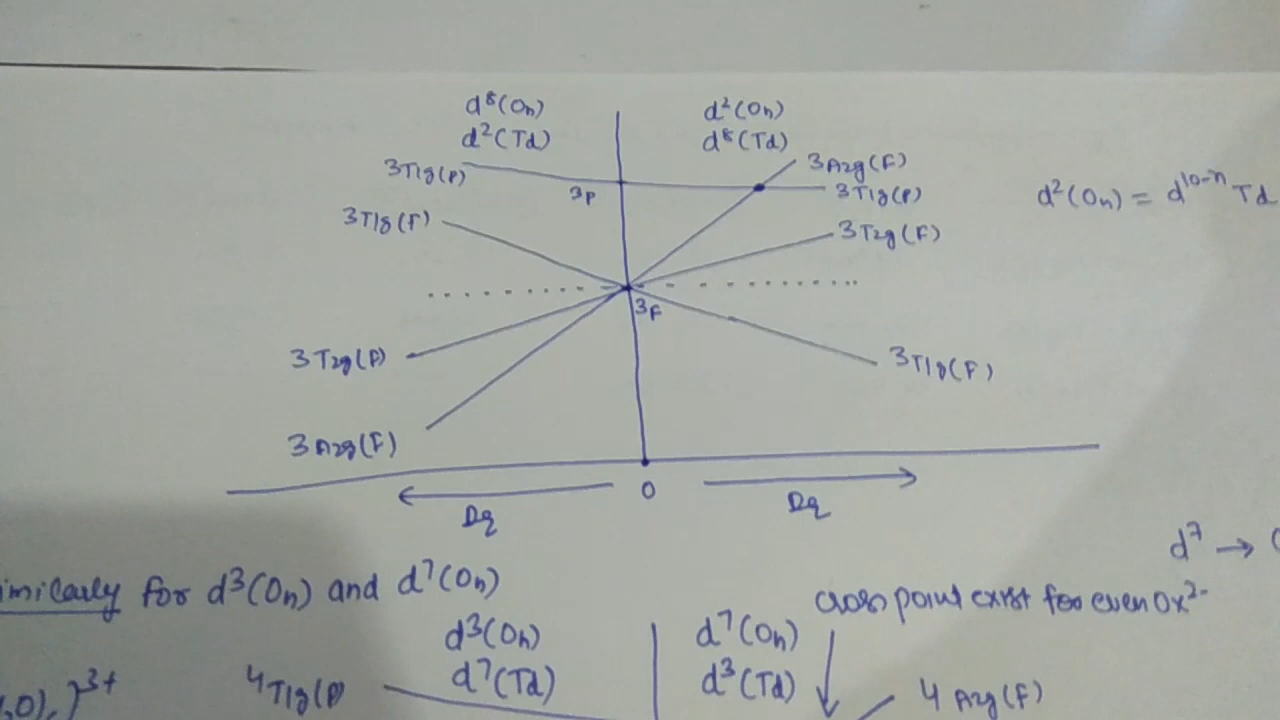 d⁸(Oh) d²(Oh)
d²(Td) d⁸(Td)
3A2g(F)
3T1g(P) 3P 3T1g(P) d²(Oh) = d¹⁰⁻ⁿ Td
3T1g(F) 3T2g(F)
3F
3T2g(P) 3T1g(F)
3A2g(F)
0
Dq Dq
d⁷ →
imilarly for d³(Oh) and d⁷(Oh)
cross point exist for even
d³(Oh) d⁷(Oh)
d⁷(Td) d³(Td)
]³⁺ 4T1g(P) 4A2g(F)